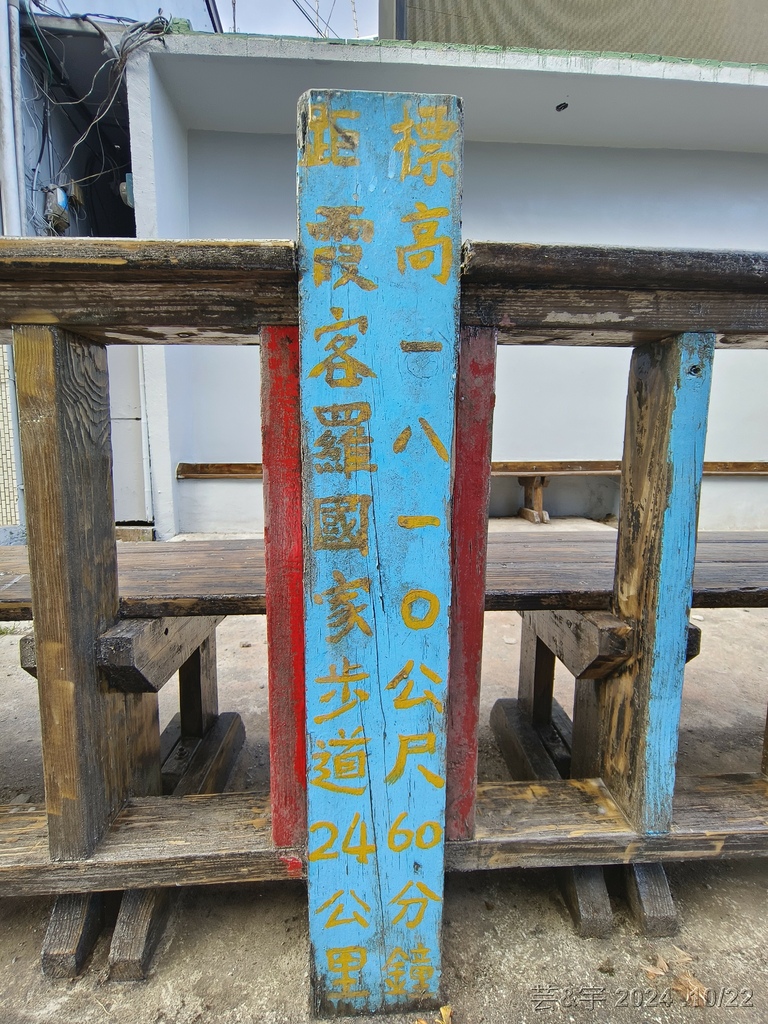 標高一八一〇公尺60分鐘
距霞客羅國家步道24公里
芸&宇 2024 /10/22